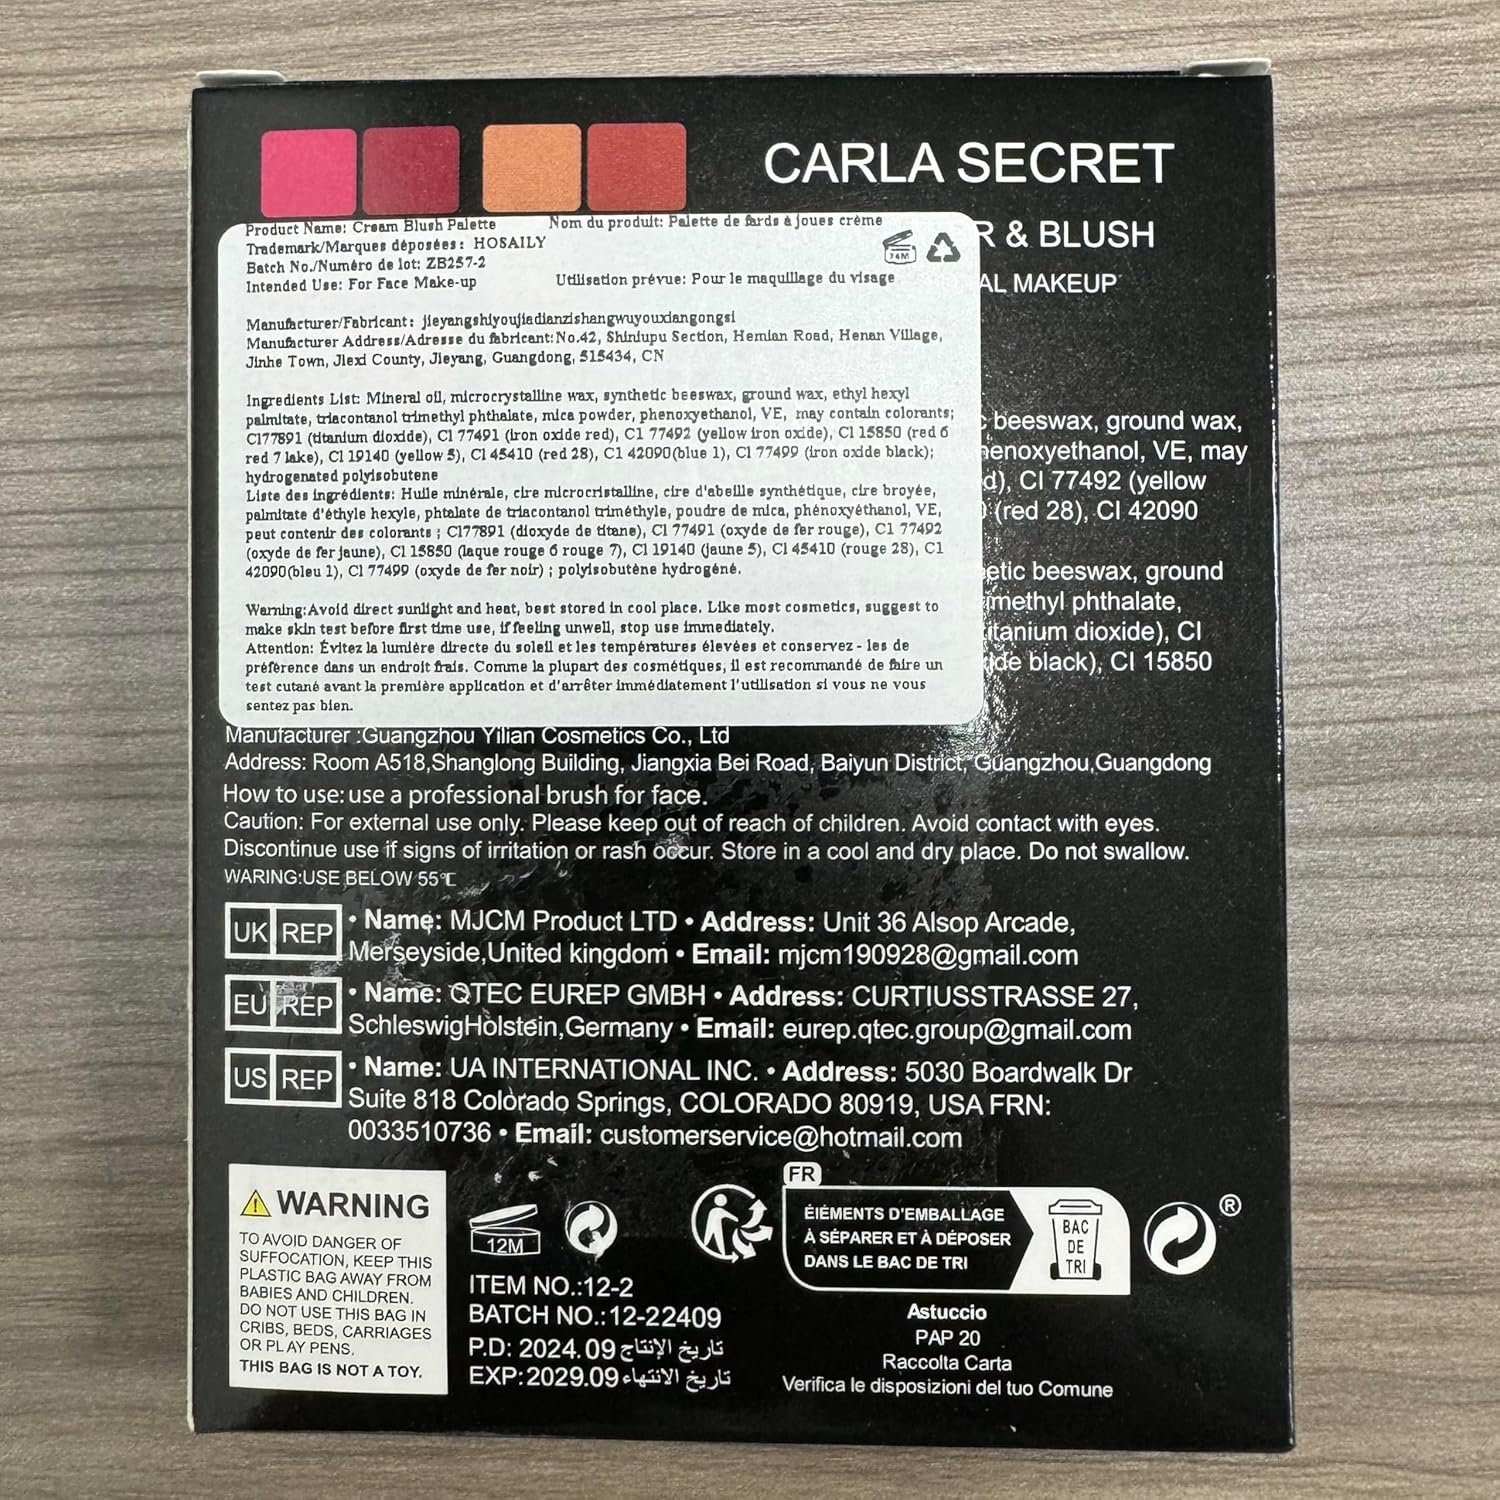 CARLA SECRET
R & BLUSH
AL MAKEUP
Product Name: Cream Blush Palette Nom du produit: Palette de fards à joues crème
Trademark/Marques déposées: HOSAILY
Batch No./Numéro de lot: ZB257-2
Intended Use: For Face Make-up Utilisation prévue: Pour le maquillage du visage
Manufacturer/Fabricant: jieyangshiyoujiadianzishangwuyouxiangongsi
Manufacturer Address/Adresse du fabricant:No.42, Shiniupu Section, Hemian Road, Henan Village,
Jinhe Town, Jiexi County, Jieyang, Guangdong, 515434, CN
Ingredients List: Mineral oil, microcrystalline wax, synthetic beeswax, ground wax, ethyl hexyl
palmitate, triacontanol trimethyl phthalate, mica powder, phenoxyethanol, VE, may contain colorants;
CI77891 (titanium dioxide), CI 77491 (iron oxide red), C1 77492 (yellow iron oxide), CI 15850 (red 6
red 7 lake), CI 19140 (yellow 5), CI 45410 (red 28), C1 42090(blue 1), CI 77499 (iron oxide black);
hydrogenated polyisobutene
Liste des ingrédients: Huile minérale, cire microcristalline, cire d'abeille synthétique, cire broyée,
palmitate d'éthyle hexyle, phtalate de triacontanol triméthyle, poudre de mica, phénoxyéthanol, VE,
peut contenir des colorants ; CI77891 (dioxyde de titane), CI 77491 (oxyde de fer rouge), C1 77492
(oxyde de fer jaune), CI 15850 (laque rouge 6 rouge 7), CI 19140 (jaune 5), CI 45410 (rouge 28), C1
42090(bleu 1), CI 77499 (oxyde de fer noir) ; polyisobutène hydrogéné.
Warning:Avoid direct sunlight and heat, best stored in cool place. Like most cosmetics, suggest to
make skin test before first time use, if feeling unwell, stop use immediately.
Attention: Évitez la lumière directe du soleil et les températures élevées et conservez - les de
préférence dans un endroit frais. Comme la plupart des cosmétiques, il est recommandé de faire un
test cutané avant la première application et d'arrêter immédiatement l'utilisation si vous ne vous
sentez pas bien.
beeswax, ground wax,
enoxyethanol, VE, may
d), CI 77492 (yellow
(red 28), CI 42090
etic beeswax, ground
methyl phthalate,
itanium dioxide), CI
ide black), CI 15850
Manufacturer :Guangzhou Yilian Cosmetics Co., Ltd
Address: Room A518,Shanglong Building, Jiangxia Bei Road, Baiyun District, Guangzhou,Guangdong
How to use: use a professional brush for face.
Caution: For external use only. Please keep out of reach of children. Avoid contact with eyes.
Discontinue use if signs of irritation or rash occur. Store in a cool and dry place. Do not swallow.
WARING:USE BELOW 55℃
UK REP • Name: MJCM Product LTD • Address: Unit 36 Alsop Arcade,
Merseyside,United kingdom • Email: mjcm190928@gmail.com
EU REP • Name: QTEC EUREP GMBH • Address: CURTIUSSTRASSE 27,
SchleswigHolstein,Germany • Email: eurep.qtec.group@gmail.com
US REP • Name: UA INTERNATIONAL INC. • Address: 5030 Boardwalk Dr
Suite 818 Colorado Springs, COLORADO 80919, USA FRN:
0033510736 • Email: customerservice@hotmail.com
WARNING
TO AVOID DANGER OF
SUFFOCATION, KEEP THIS
PLASTIC BAG AWAY FROM
BABIES AND CHILDREN.
DO NOT USE THIS BAG IN
CRIBS, BEDS, CARRIAGES
OR PLAY PENS.
THIS BAG IS NOT A TOY.
12M
ITEM NO.:12-2
BATCH NO.:12-22409
P.D: 2024.09 تاريخ الإنتاج
EXP:2029.09 تاريخ الانتهاء
FR
ÉIÉMENTS D'EMBALLAGE
À SÉPARER ET À DÉPOSER
DANS LE BAC DE TRI
BAC
DE
TRI
®
Astuccio
PAP 20
Raccolta Carta
Verifica le disposizioni del tuo Comune